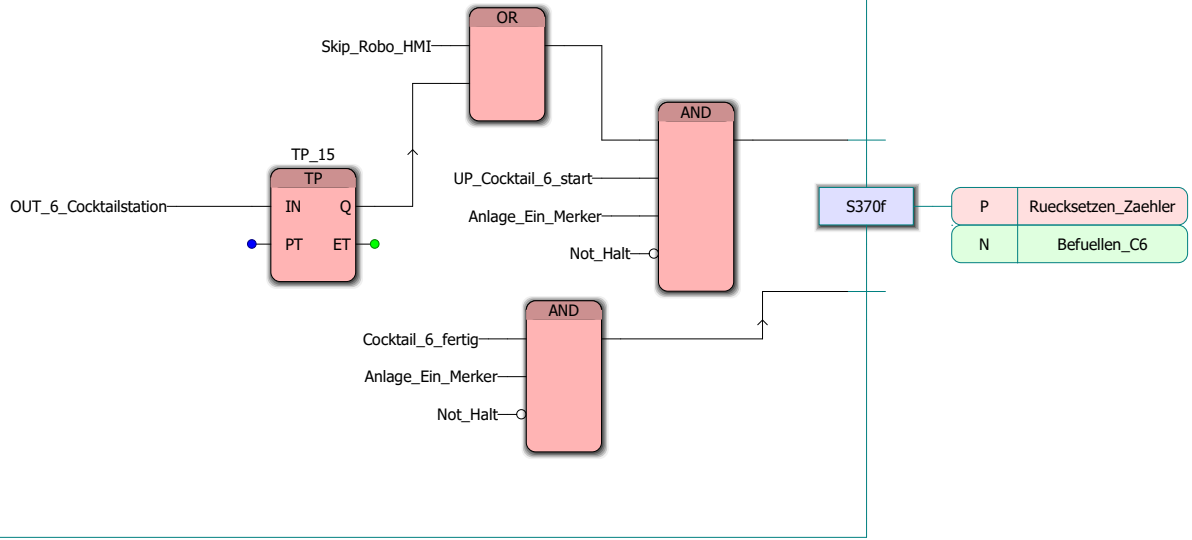 OR
Skip_Robo_HMI
AND
TP_15
TP
UP_Cocktail_6_start
OUT_6_Cocktailstation
IN Q
S370f
P Ruecksetzen_Zaehler
Anlage_Ein_Merker
PT ET
N Befuellen_C6
Not_Halt
AND
Cocktail_6_fertig
Anlage_Ein_Merker
Not_Halt